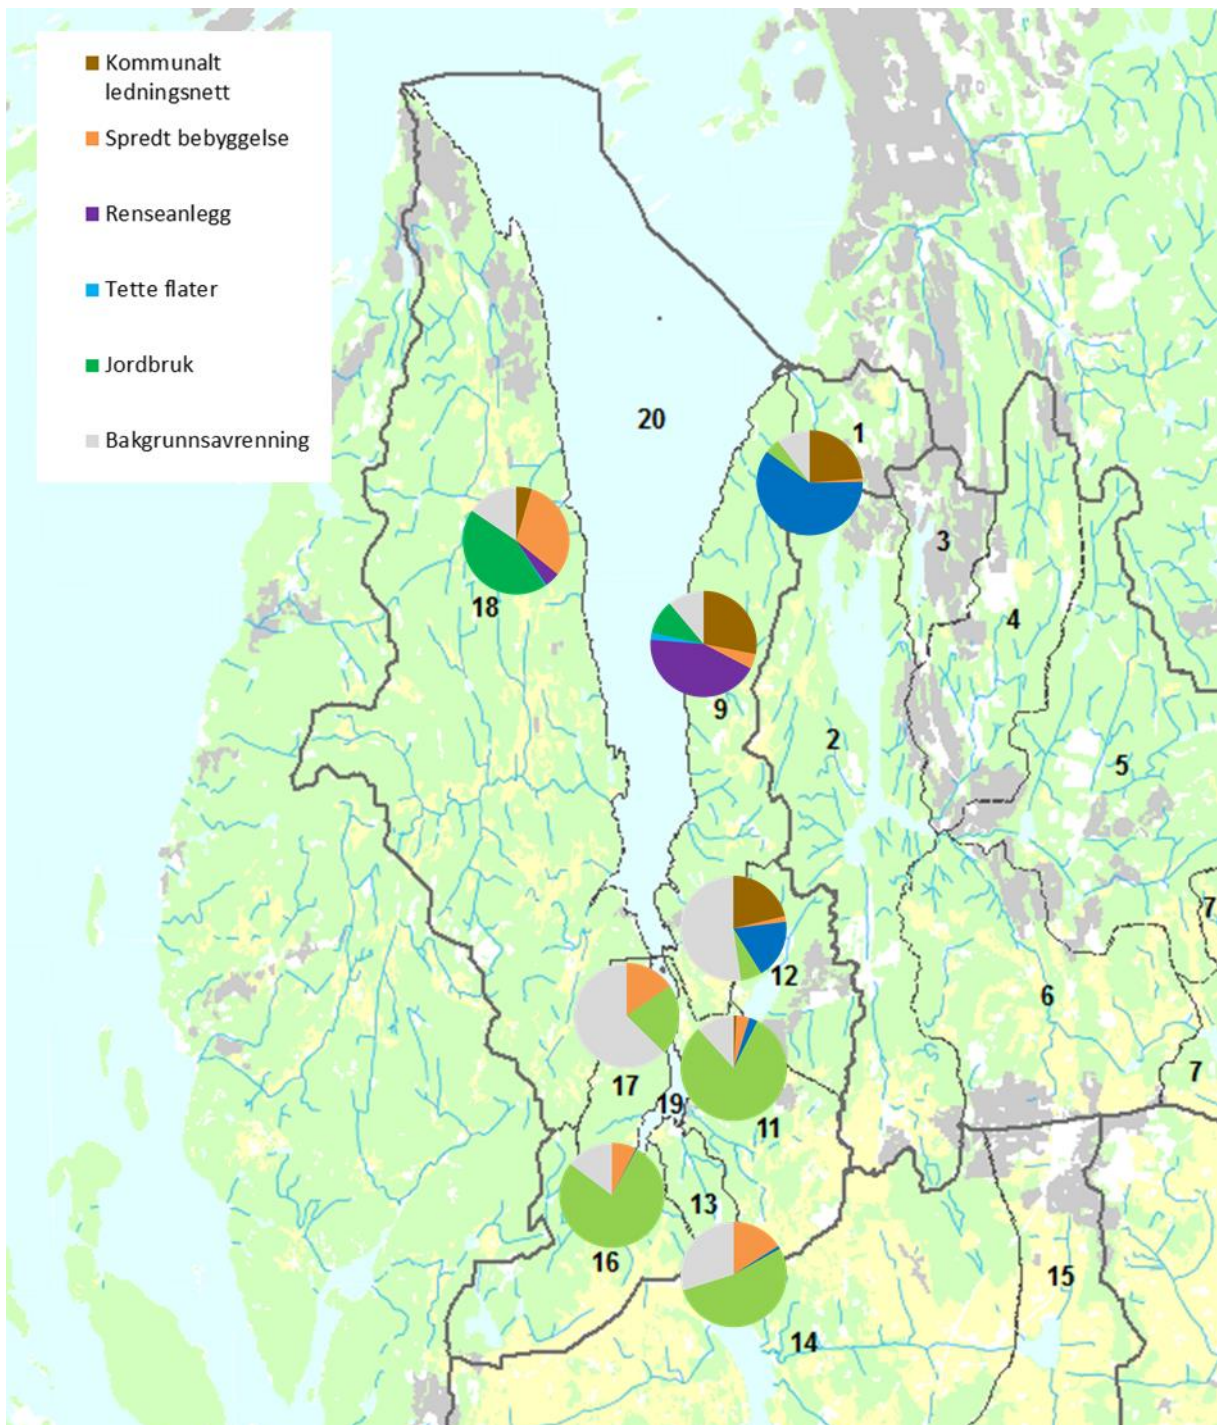 Kommunalt
ledningsnett
Spredt bebyggelse
Renseanlegg
Tette flater
Jordbruk
Bakgrunnsavrenning
20
1
3
18
4
9
2
5
7
12
6
17
7
19
11
13
16
15
14